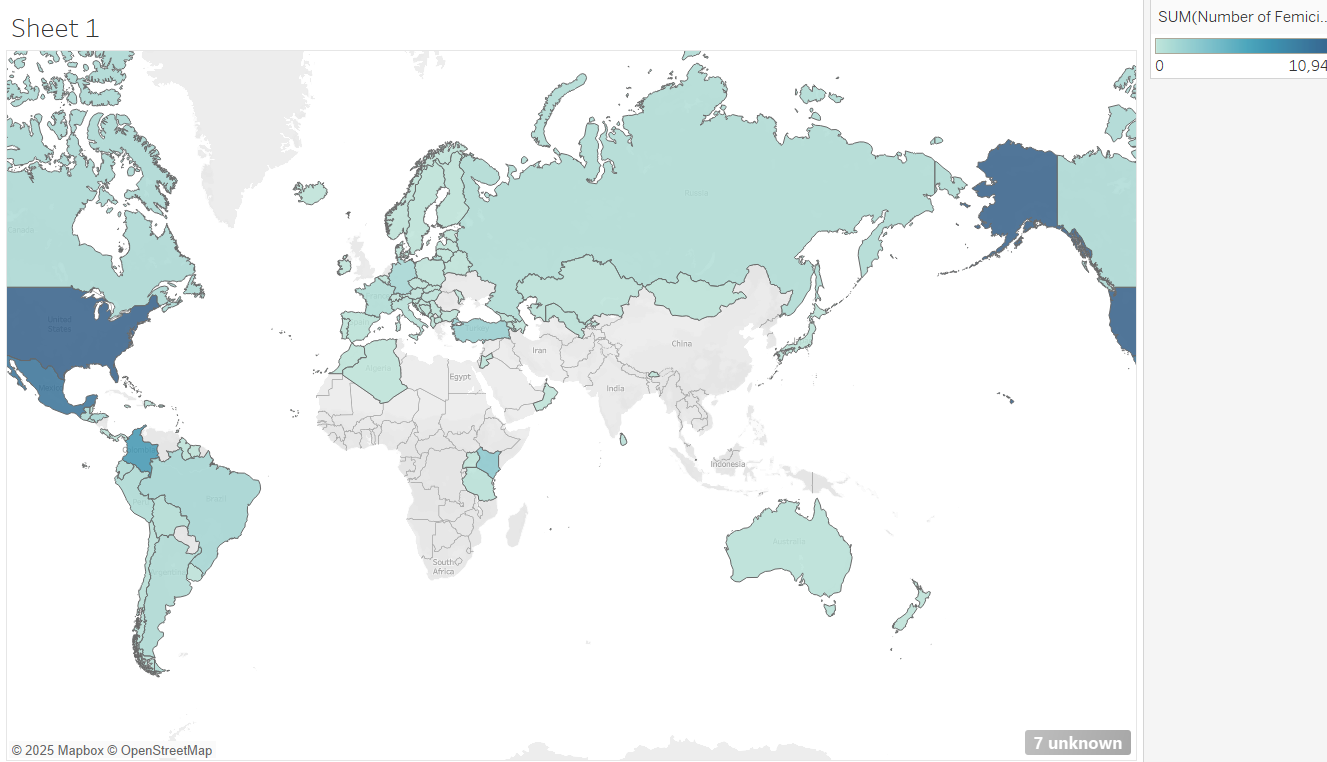 Sheet 1
SUM(Number of Femici..
0
10,94
Canada
Russia
United
States
China
Iran
Algeria
Egypt
India
Indonesia
Brazil
South
Africa
Australia
Argentina
7 unknown
© 2025 Mapbox © OpenStreetMap